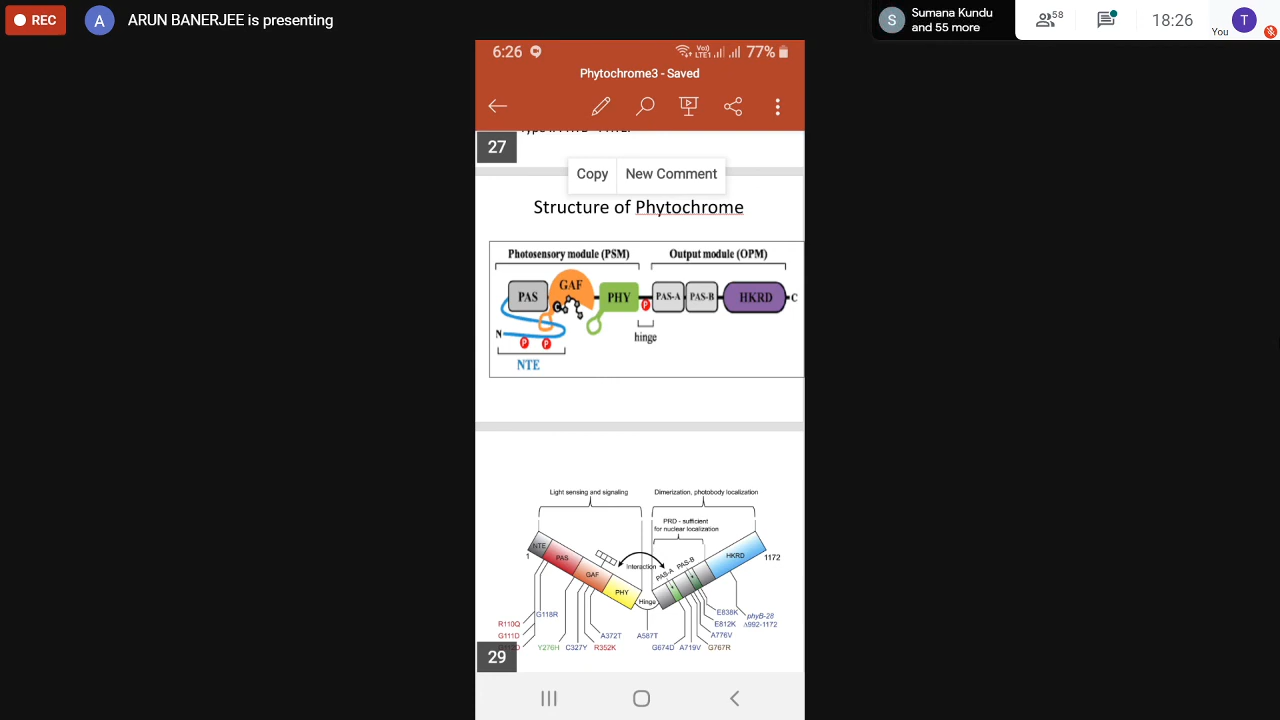 REC
A
ARUN BANERJEE is presenting
S
Sumana Kundu
and 55 more
58
18:26
You
T
6:26
Vo)
LTE1
77%
Phytochrome3 - Saved
27
Copy
New Comment
Structure of Phytochrome
Photosensory module (PSM)
Output module (OPM)
PAS
GAF
C
PHY
P
PAS-A
PAS-B
HKRD
C
N
P
P
hinge
NTE
Light sensing and signaling
Dimerization, photobody localization
PRD - sufficient
for nuclear localization
NTE
1
PAS
GAF
PHY
Interaction
Hinge
PAS-A
PAS-B
HKRD
1172
G118R
R110Q
G111D
Y276H
C327Y
A372T
R352K
A587T
G674D
A719V
G767R
A776V
E812K
E838K
phyB-28
Δ992-1172
29